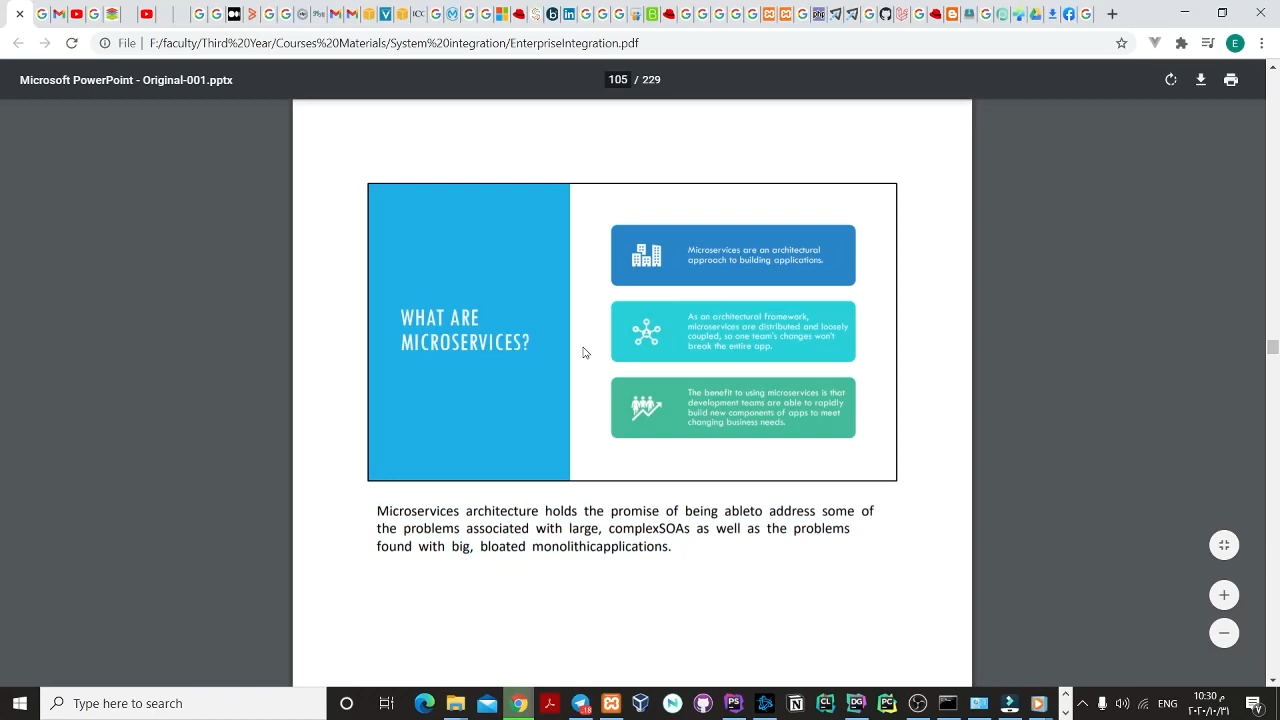 File
F:/faculty/Third%20Year/Courses%20Materials/System%20integration/EnterpriseIntegration.pdf
E
Microsoft PowerPoint - Original-001.pptx
105 / 229
WHAT ARE
MICROSERVICES?
Microservices are an architectural
approach to building applications.
As an architectural framework,
microservices are distributed and loosely
coupled, so one team's changes won't
break the entire app.
The benefit to using microservices is that
development teams are able to rapidly
build new components of apps to meet
changing business needs.
Microservices architecture holds the promise of being ableto address some of
the problems associated with large, complexSOAs as well as the problems
found with big, bloated monolithicapplications.
Type here to search
18
PS
CL
DG
PC
ENG
10:30